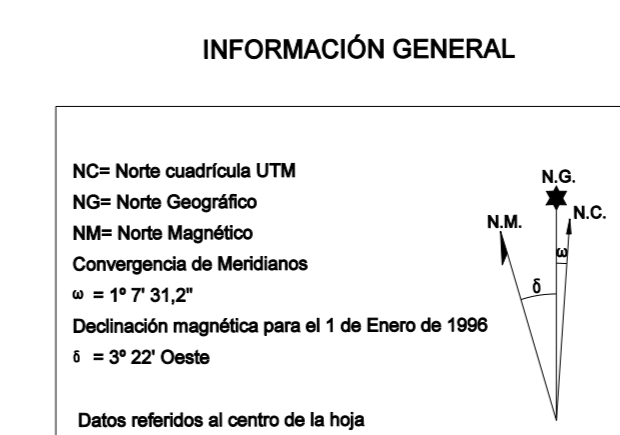 INFORMACIÓN GENERAL
NC= Norte cuadrícula UTM
NG= Norte Geográfico
NM= Norte Magnético
Convergencia de Meridianos
ω = 1º 7' 31,2"
Declinación magnética para el 1 de Enero de 1996
δ = 3º 22' Oeste
Datos referidos al centro de la hoja
N.G.
N.M.
N.C.
ω
δ